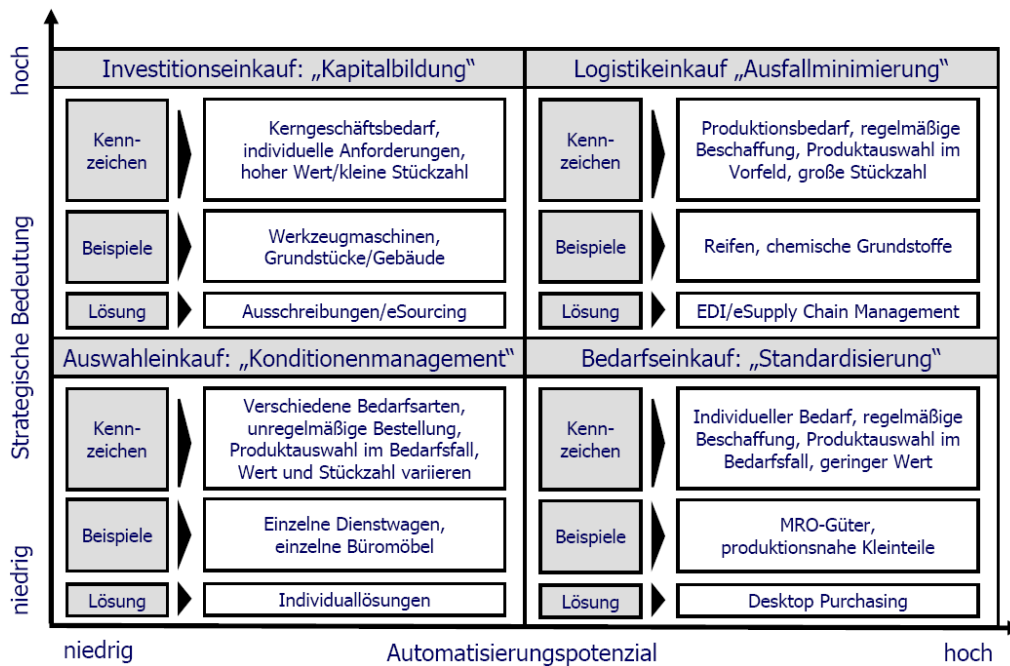 Strategische Bedeutung
hoch
niedrig
Investitionseinkauf: „Kapitalbildung“
Kenn-
zeichen
Kerngeschäftsbedarf,
individuelle Anforderungen,
hoher Wert/kleine Stückzahl
Beispiele
Werkzeugmaschinen,
Grundstücke/Gebäude
Lösung
Ausschreibungen/eSourcing
Logistikeinkauf „Ausfallminimierung“
Kenn-
zeichen
Produktionsbedarf, regelmäßige
Beschaffung, Produktauswahl im
Vorfeld, große Stückzahl
Beispiele
Reifen, chemische Grundstoffe
Lösung
EDI/eSupply Chain Management
Auswahleinkauf: „Konditionenmanagement“
Kenn-
zeichen
Verschiedene Bedarfsarten,
unregelmäßige Bestellung,
Produktauswahl im Bedarfsfall,
Wert und Stückzahl variieren
Beispiele
Einzelne Dienstwagen,
einzelne Büromöbel
Lösung
Individuallösungen
Bedarfseinkauf: „Standardisierung“
Kenn-
zeichen
Individueller Bedarf, regelmäßige
Beschaffung, Produktauswahl im
Bedarfsfall, geringer Wert
Beispiele
MRO-Güter,
produktionsnahe Kleinteile
Lösung
Desktop Purchasing
niedrig
Automatisierungspotenzial
hoch